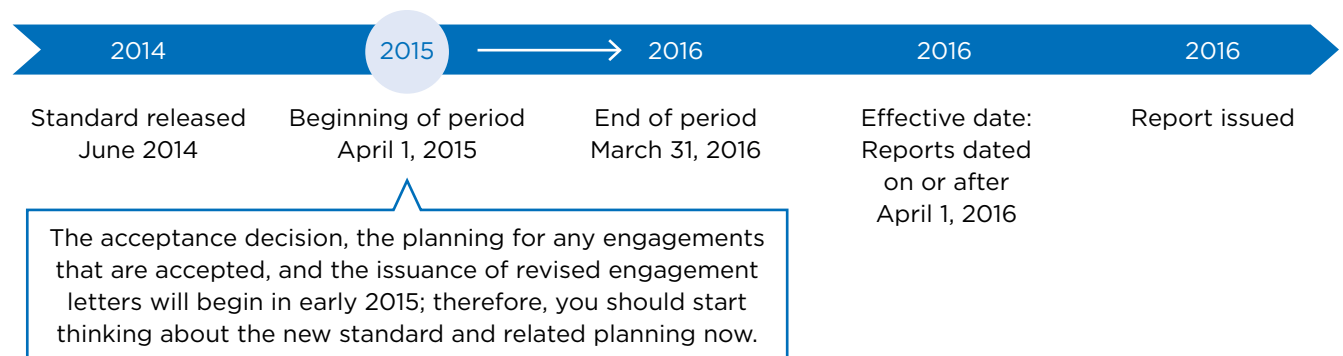 2014
2015
2016
2016
2016
Standard released
June 2014
Beginning of period
April 1, 2015
End of period
March 31, 2016
Effective date:
Reports dated
on or after
April 1, 2016
Report issued
The acceptance decision, the planning for any engagements
that are accepted, and the issuance of revised engagement
letters will begin in early 2015; therefore, you should start
thinking about the new standard and related planning now.